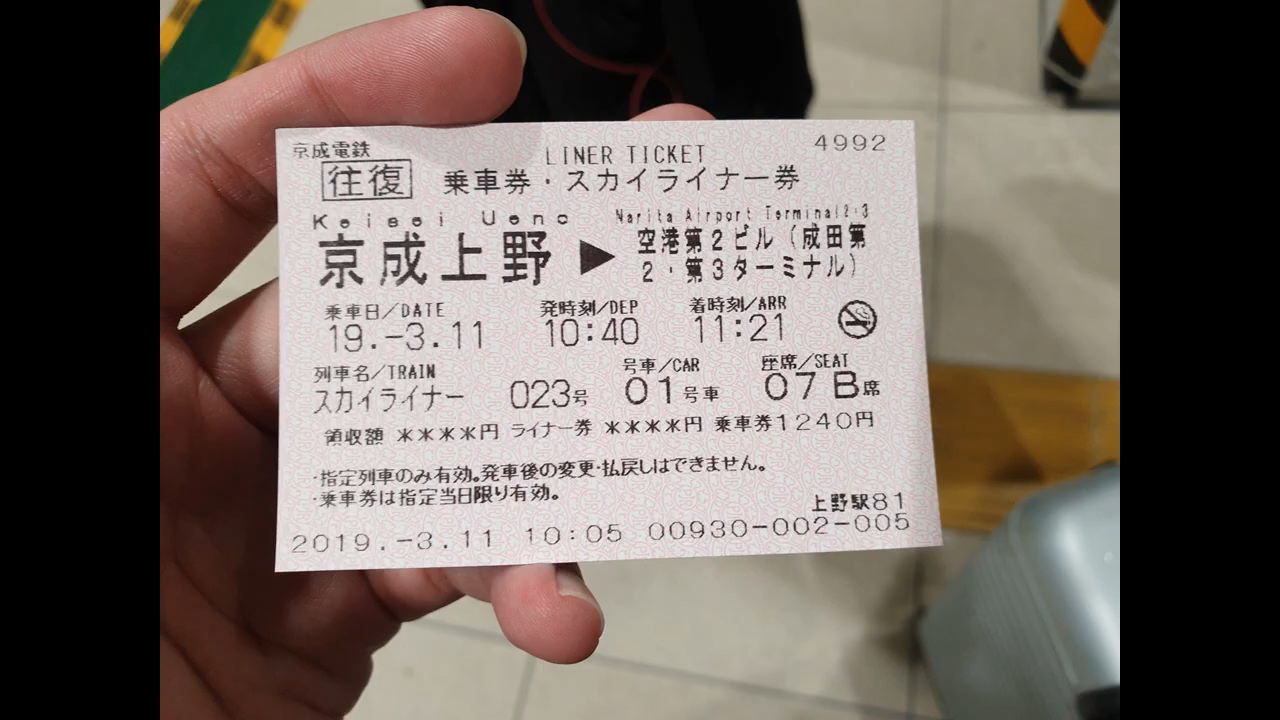 京成電鉄 LINER TICKET 4992
往復 乗車券・スカイライナー券
Keisei Ueno Narita Airport Terminal2·3
京成上野 ▶ 空港第2ビル(成田第
2・第3ターミナル)
乗車日/DATE 発時刻/DEP 着時刻/ARR
19.-3.11 10:40 11:21
列車名/TRAIN 号車/CAR 座席/SEAT
スカイライナー 023号 01号車 07B席
領収額 ****円 ライナー券 ****円 乗車券1240円
・指定列車のみ有効。発車後の変更・払戻しはできません。
・乗車券は指定当日限り有効。
上野駅81
2019.-3.11 10:05 00930-002-005